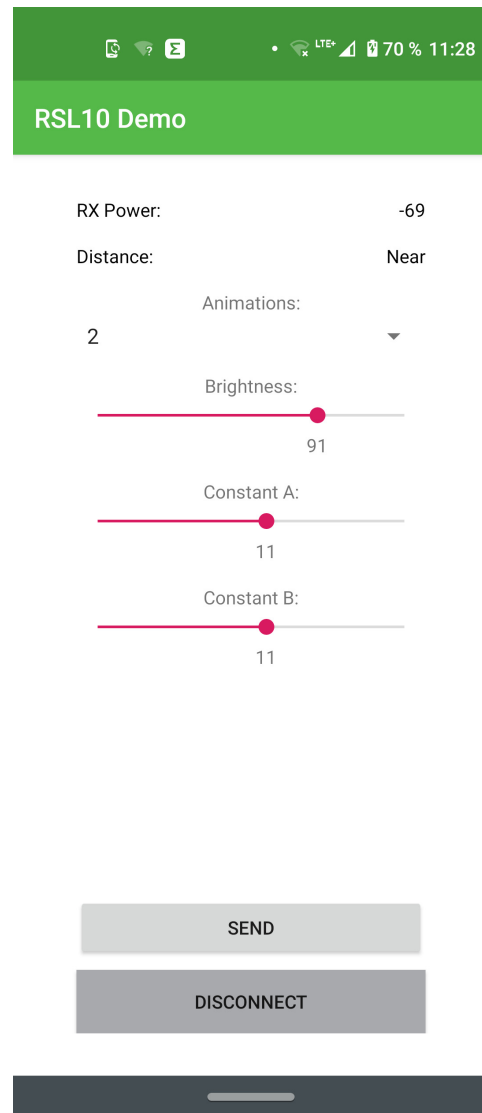 LTE+ 70 % 11:28
RSL10 Demo
RX Power: -69
Distance: Near
Animations:
2
Brightness:
91
Constant A:
11
Constant B:
11
SEND
DISCONNECT